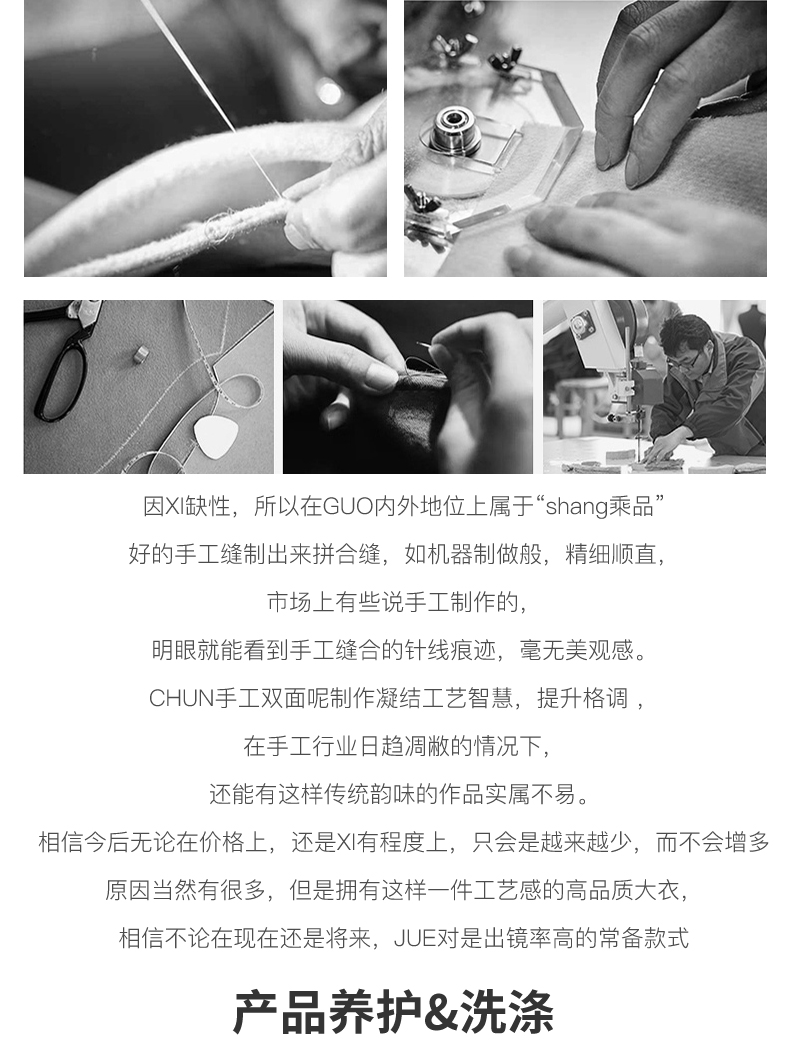 因XI缺性，所以在GUO内外地位上属于“shang乘品”
好的手工缝制出来拼合缝，如机器制做般，精细顺直，
市场上有些说手工制作的，
明眼就能看到手工缝合的针线痕迹，毫无美观感。
CHUN手工双面呢制作凝结工艺智慧，提升格调 ，
在手工行业日趋凋敝的情况下，
还能有这样传统韵味的作品实属不易。
相信今后无论在价格上，还是XI有程度上，只会是越来越少，而不会增多
原因当然有很多，但是拥有这样一件工艺感的高品质大衣，
相信不论在现在还是将来，JUE对是出镜率高的常备款式
产品养护&洗涤